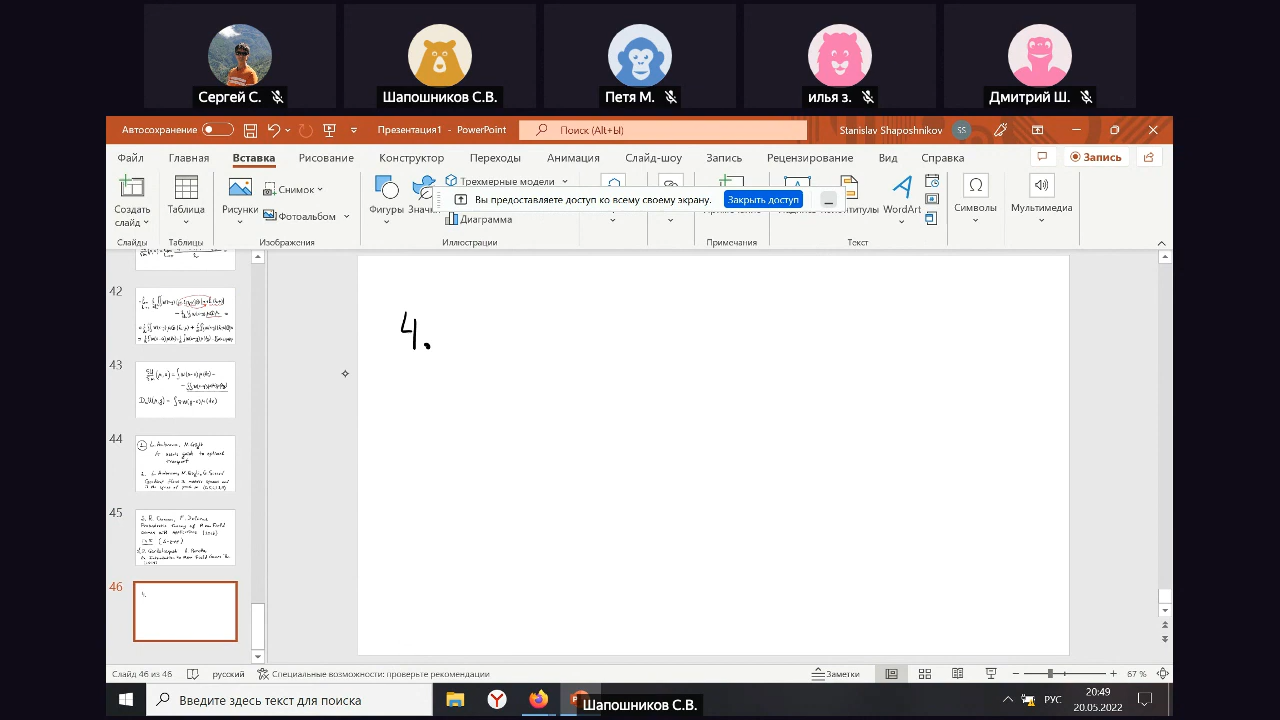 Сергей С.
Шапошников С.В.
Петя М.
илья з.
Дмитрий Ш.
Автосохранение
Презентация1 - PowerPoint
Поиск (Alt+Ы)
Stanislav Shaposhnikov
SS
Файл Главная Вставка Рисование Конструктор Переходы Анимация Слайд-шоу Запись Рецензирование Вид Справка
Запись
Трехмерные модели
Снимок
Вы предоставляете доступ ко всему своему экрану. Закрыть доступ
Создать слайд
Таблица
Рисунки
Фотоальбом
Фигуры
Диаграмма
WordArt
Символы
Мультимедиа
Слайды
Таблицы
Изображения
Иллюстрации
Примечания
Текст
42
43
44
45
46
4.
Слайд 46 из 46
русский
Специальные возможности: проверьте рекомендации
Заметки
67 %
Введите здесь текст для поиска
Шапошников С.В.
РУС
20:49
20.05.2022